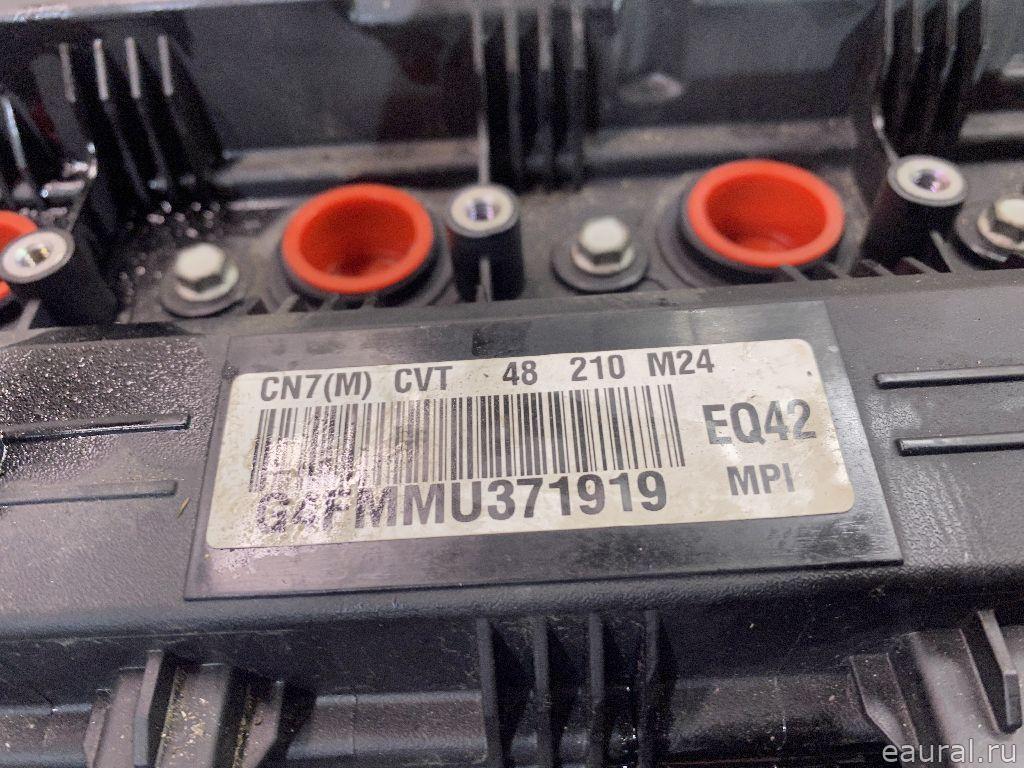 CN7(M) CVT 48 210 M24
EQ42
G4FMMU371919
MPI
eaural.ru